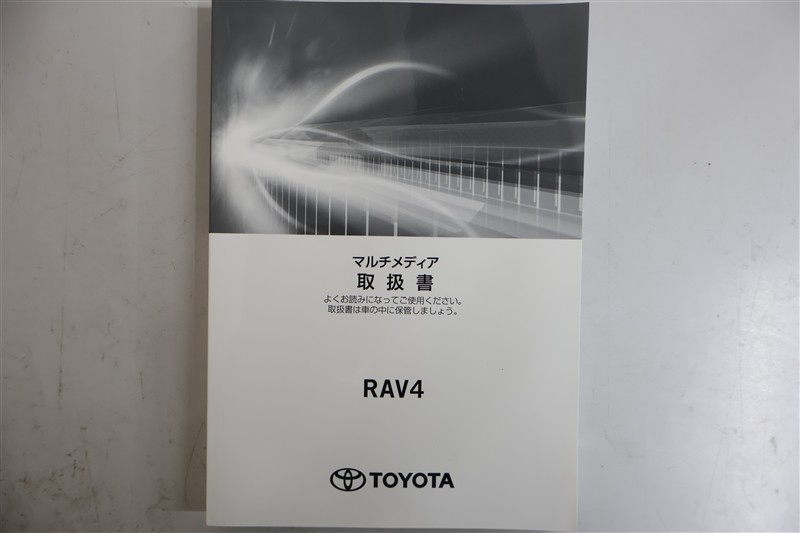 マルチメディア
取扱書
よくお読みになってご使用ください。
取扱書は車の中に保管しましょう。
RAV4
TOYOTA